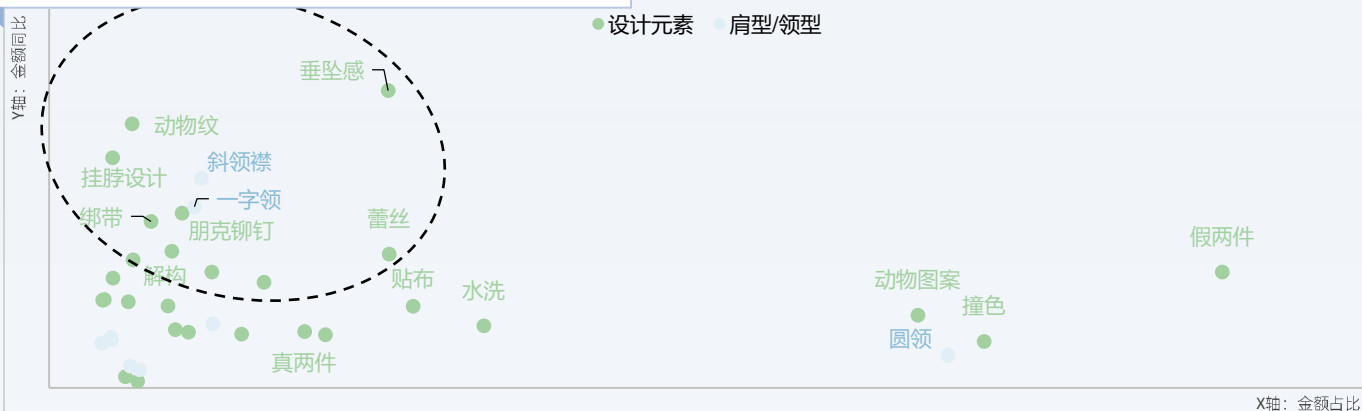 设计元素
肩型/领型
Y轴：金额同比
垂坠感
动物纹
斜领襟
挂脖设计
一字领
绑带
朋克铆钉
蕾丝
假两件
解构
贴布
动物图案
水洗
撞色
圆领
真两件
X轴：金额占比